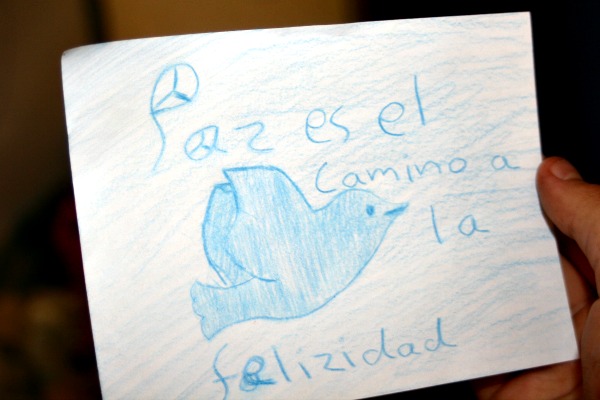 Paz es el
camino a
la
felizidad